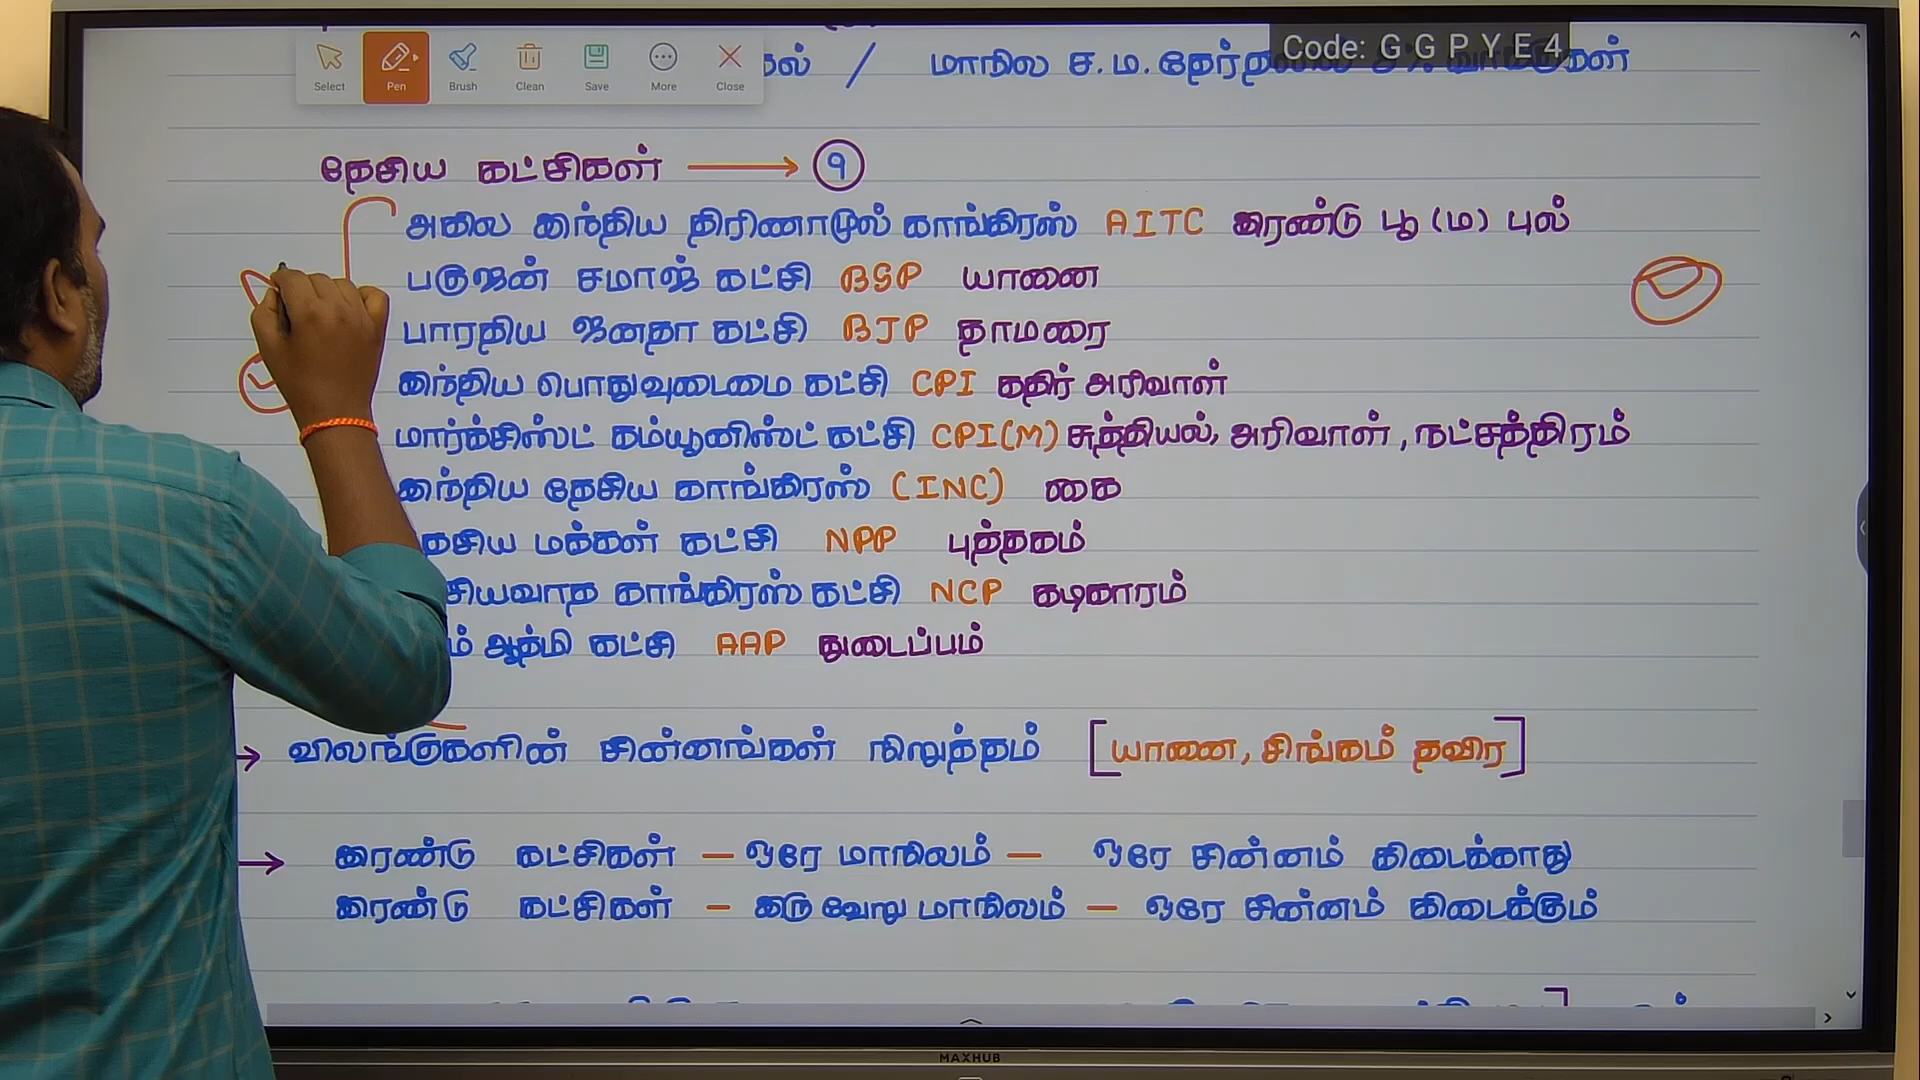 Code: G G P Y E 4
கல் / மாநில ச.ம.தேர்தலில்
Select Pen Brush Clean Save More Close
தேசிய கட்சிகள் → 9
அகில இந்திய திரிணாமுல் காங்கிரஸ் AITC இரண்டு பூ (ம) புல்
பகுஜன் சமாஜ் கட்சி BSP யானை
பாரதிய ஜனதா கட்சி BJP தாமரை
இந்திய பொதுவுடைமை கட்சி CPI கதிர் அரிவாள்
மார்க்சிஸ்ட் கம்யூனிஸ்ட் கட்சி CPI(M) சுத்தியல், அரிவாள், நட்சத்திரம்
இந்திய தேசிய காங்கிரஸ் (INC) கை
தேசிய மக்கள் கட்சி NPP புத்தகம்
சியவாத காங்கிரஸ் கட்சி NCP கடிகாரம்
ம் ஆத்மி கட்சி AAP துடைப்பம்
→ விலங்குகளின் சின்னங்கள் நிறுத்தம் [யானை, சிங்கம் தவிர]
→ இரண்டு கட்சிகள் – ஒரே மாநிலம் – ஒரே சின்னம் கிடைக்காது
இரண்டு கட்சிகள் – இரு வேறு மாநிலம் – ஒரே சின்னம் கிடைக்கும்
MAXHUB